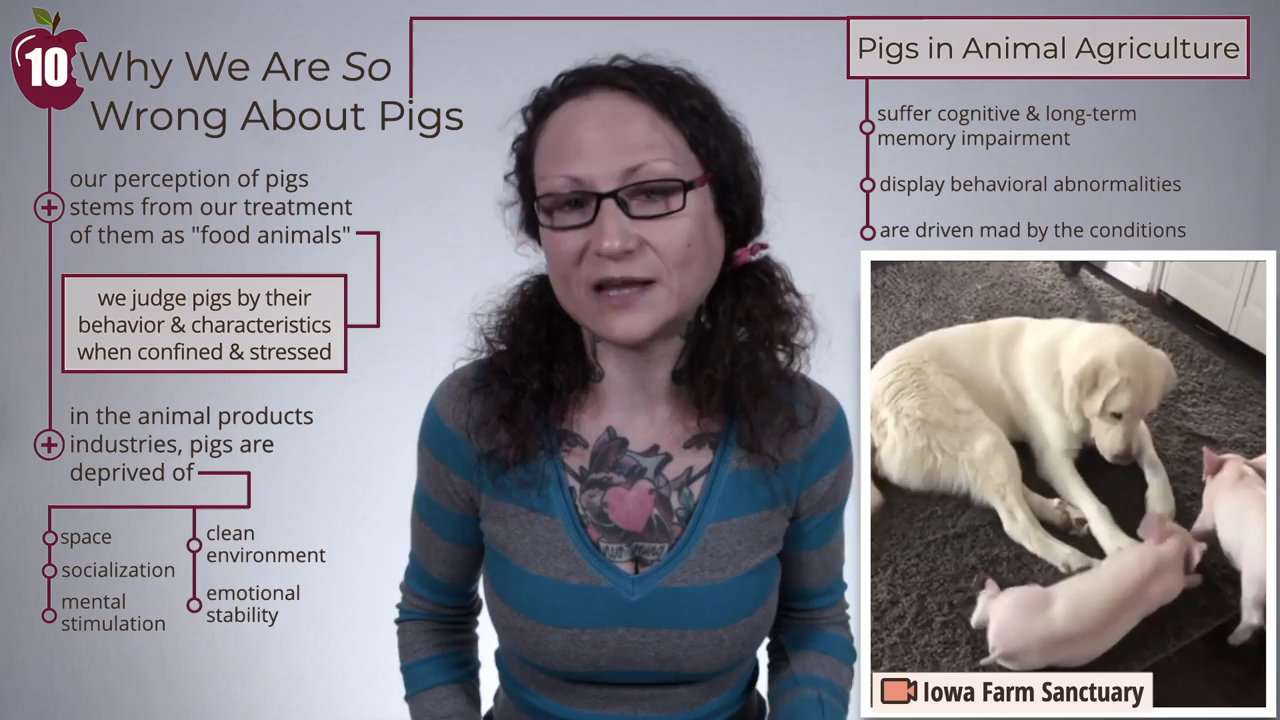 10
Why We Are So
Wrong About Pigs
our perception of pigs
stems from our treatment
of them as "food animals"
we judge pigs by their
behavior & characteristics
when confined & stressed
in the animal products
industries, pigs are
deprived of
space
socialization
mental
stimulation
clean
environment
emotional
stability
Pigs in Animal Agriculture
suffer cognitive & long-term
memory impairment
display behavioral abnormalities
are driven mad by the conditions
Iowa Farm Sanctuary